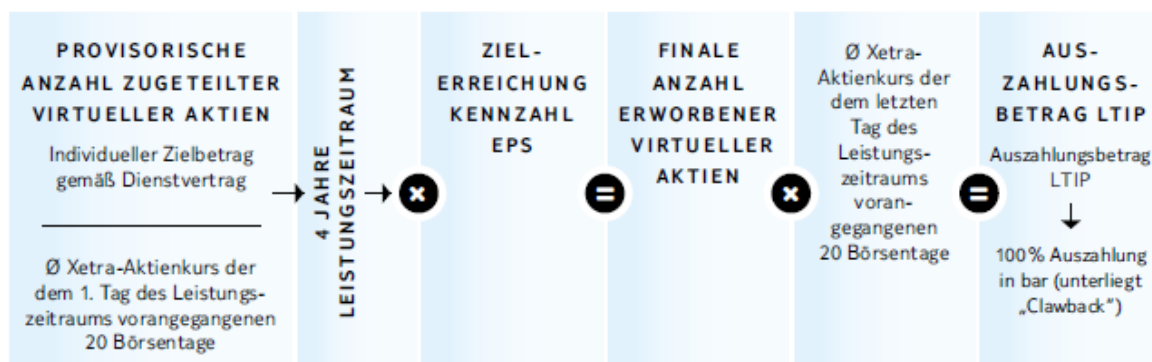 PROVISORISCHE
ANZAHL ZUGETEILTER
VIRTUELLER AKTIEN
Individueller Zielbetrag
gemäß Dienstvertrag
Ø Xetra-Aktienkurs der
dem 1. Tag des Leistungs-
zeitraums vorangegangenen
20 Börsentage
4 JAHRE
LEISTUNGSZEITRAUM
×
ZIEL-
ERREICHUNG
KENNZAHL
EPS
=
FINALE
ANZAHL
ERWORBENER
VIRTUELLER
AKTIEN
×
Ø Xetra-
Aktienkurs der
dem letzten
Tag des
Leistungs-
zeitraums
voran-
gegangenen
20 Börsentage
=
AUS-
ZAHLUNGS-
BETRAG LTIP
Auszahlungsbetrag
LTIP
100% Auszahlung
in bar (unterliegt
„Clawback")